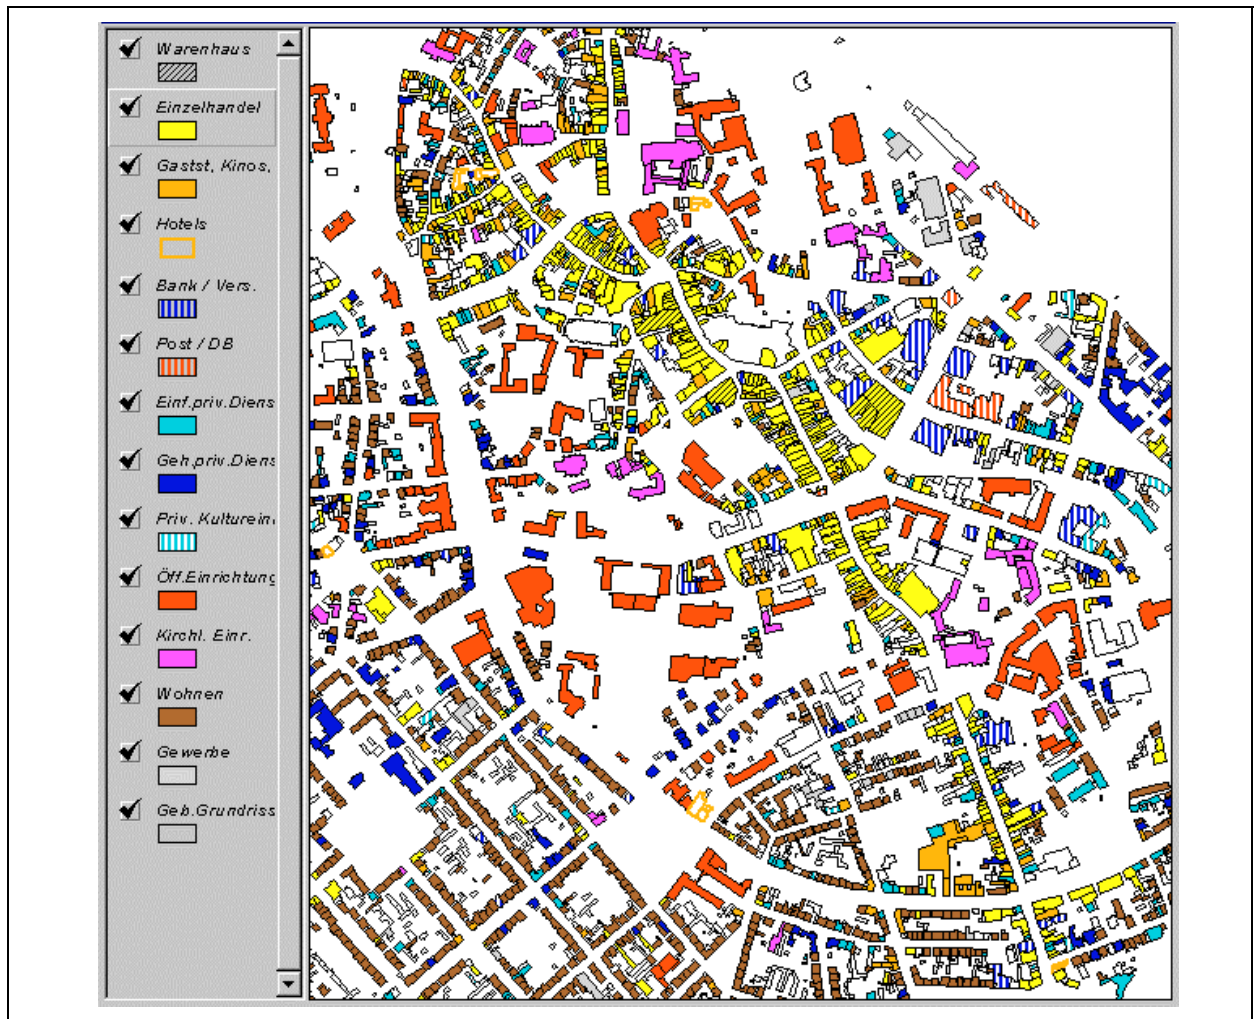 Warenhaus
Einzelhandel
Gastst, Kinos,
Hotels
Bank / Vers.
Post / DB
Einf.priv.Diens
Geh.priv.Diens
Priv. Kulturein
Öff.Einrichtung
Kirchl. Einr.
Wohnen
Gewerbe
Geb.Grundriss